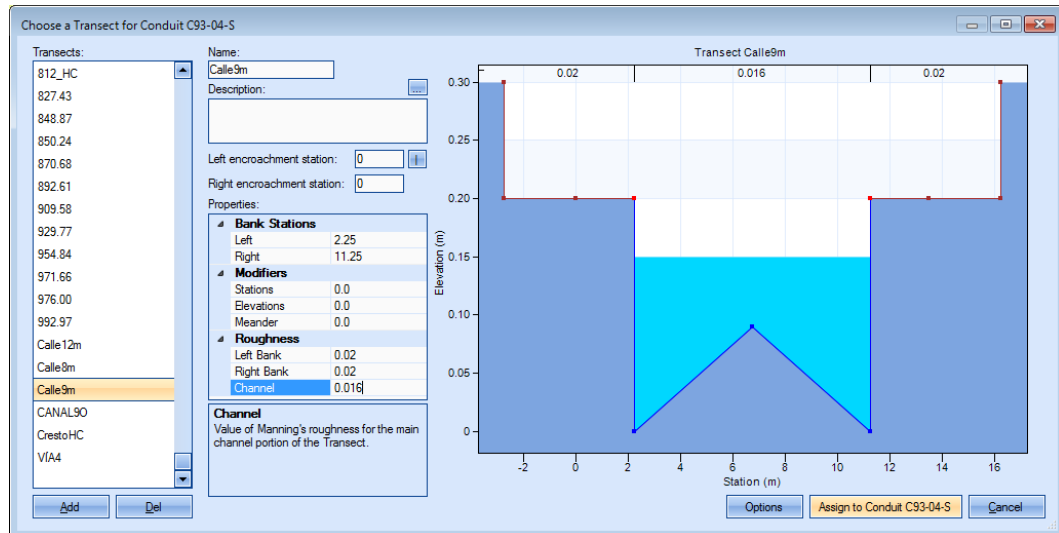 Choose a Transect for Conduit C93-04-S
Transects:
812_HC
827.43
848.87
850.24
870.68
892.61
909.58
929.77
954.84
971.66
976.00
992.97
Calle12m
Calle8m
Calle9m
CANAL9O
CrestoHC
VÍA4
Add Del
Name:
Calle9m
Description:
...
Left encroachment station: 0
Right encroachment station: 0
Properties:
Bank Stations
Left 2.25
Right 11.25
Modifiers
Stations 0.0
Elevations 0.0
Meander 0.0
Roughness
Left Bank 0.02
Right Bank 0.02
Channel 0.016
Channel
Value of Manning's roughness for the main
channel portion of the Transect.
Transect Calle9m
0.02 0.016 0.02
0.30
0.25
0.20
0.15
0.10
0.05
0
Elevation (m)
-2 0 2 4 6 8 10 12 14 16
Station (m)
Options Assign to Conduit C93-04-S Cancel